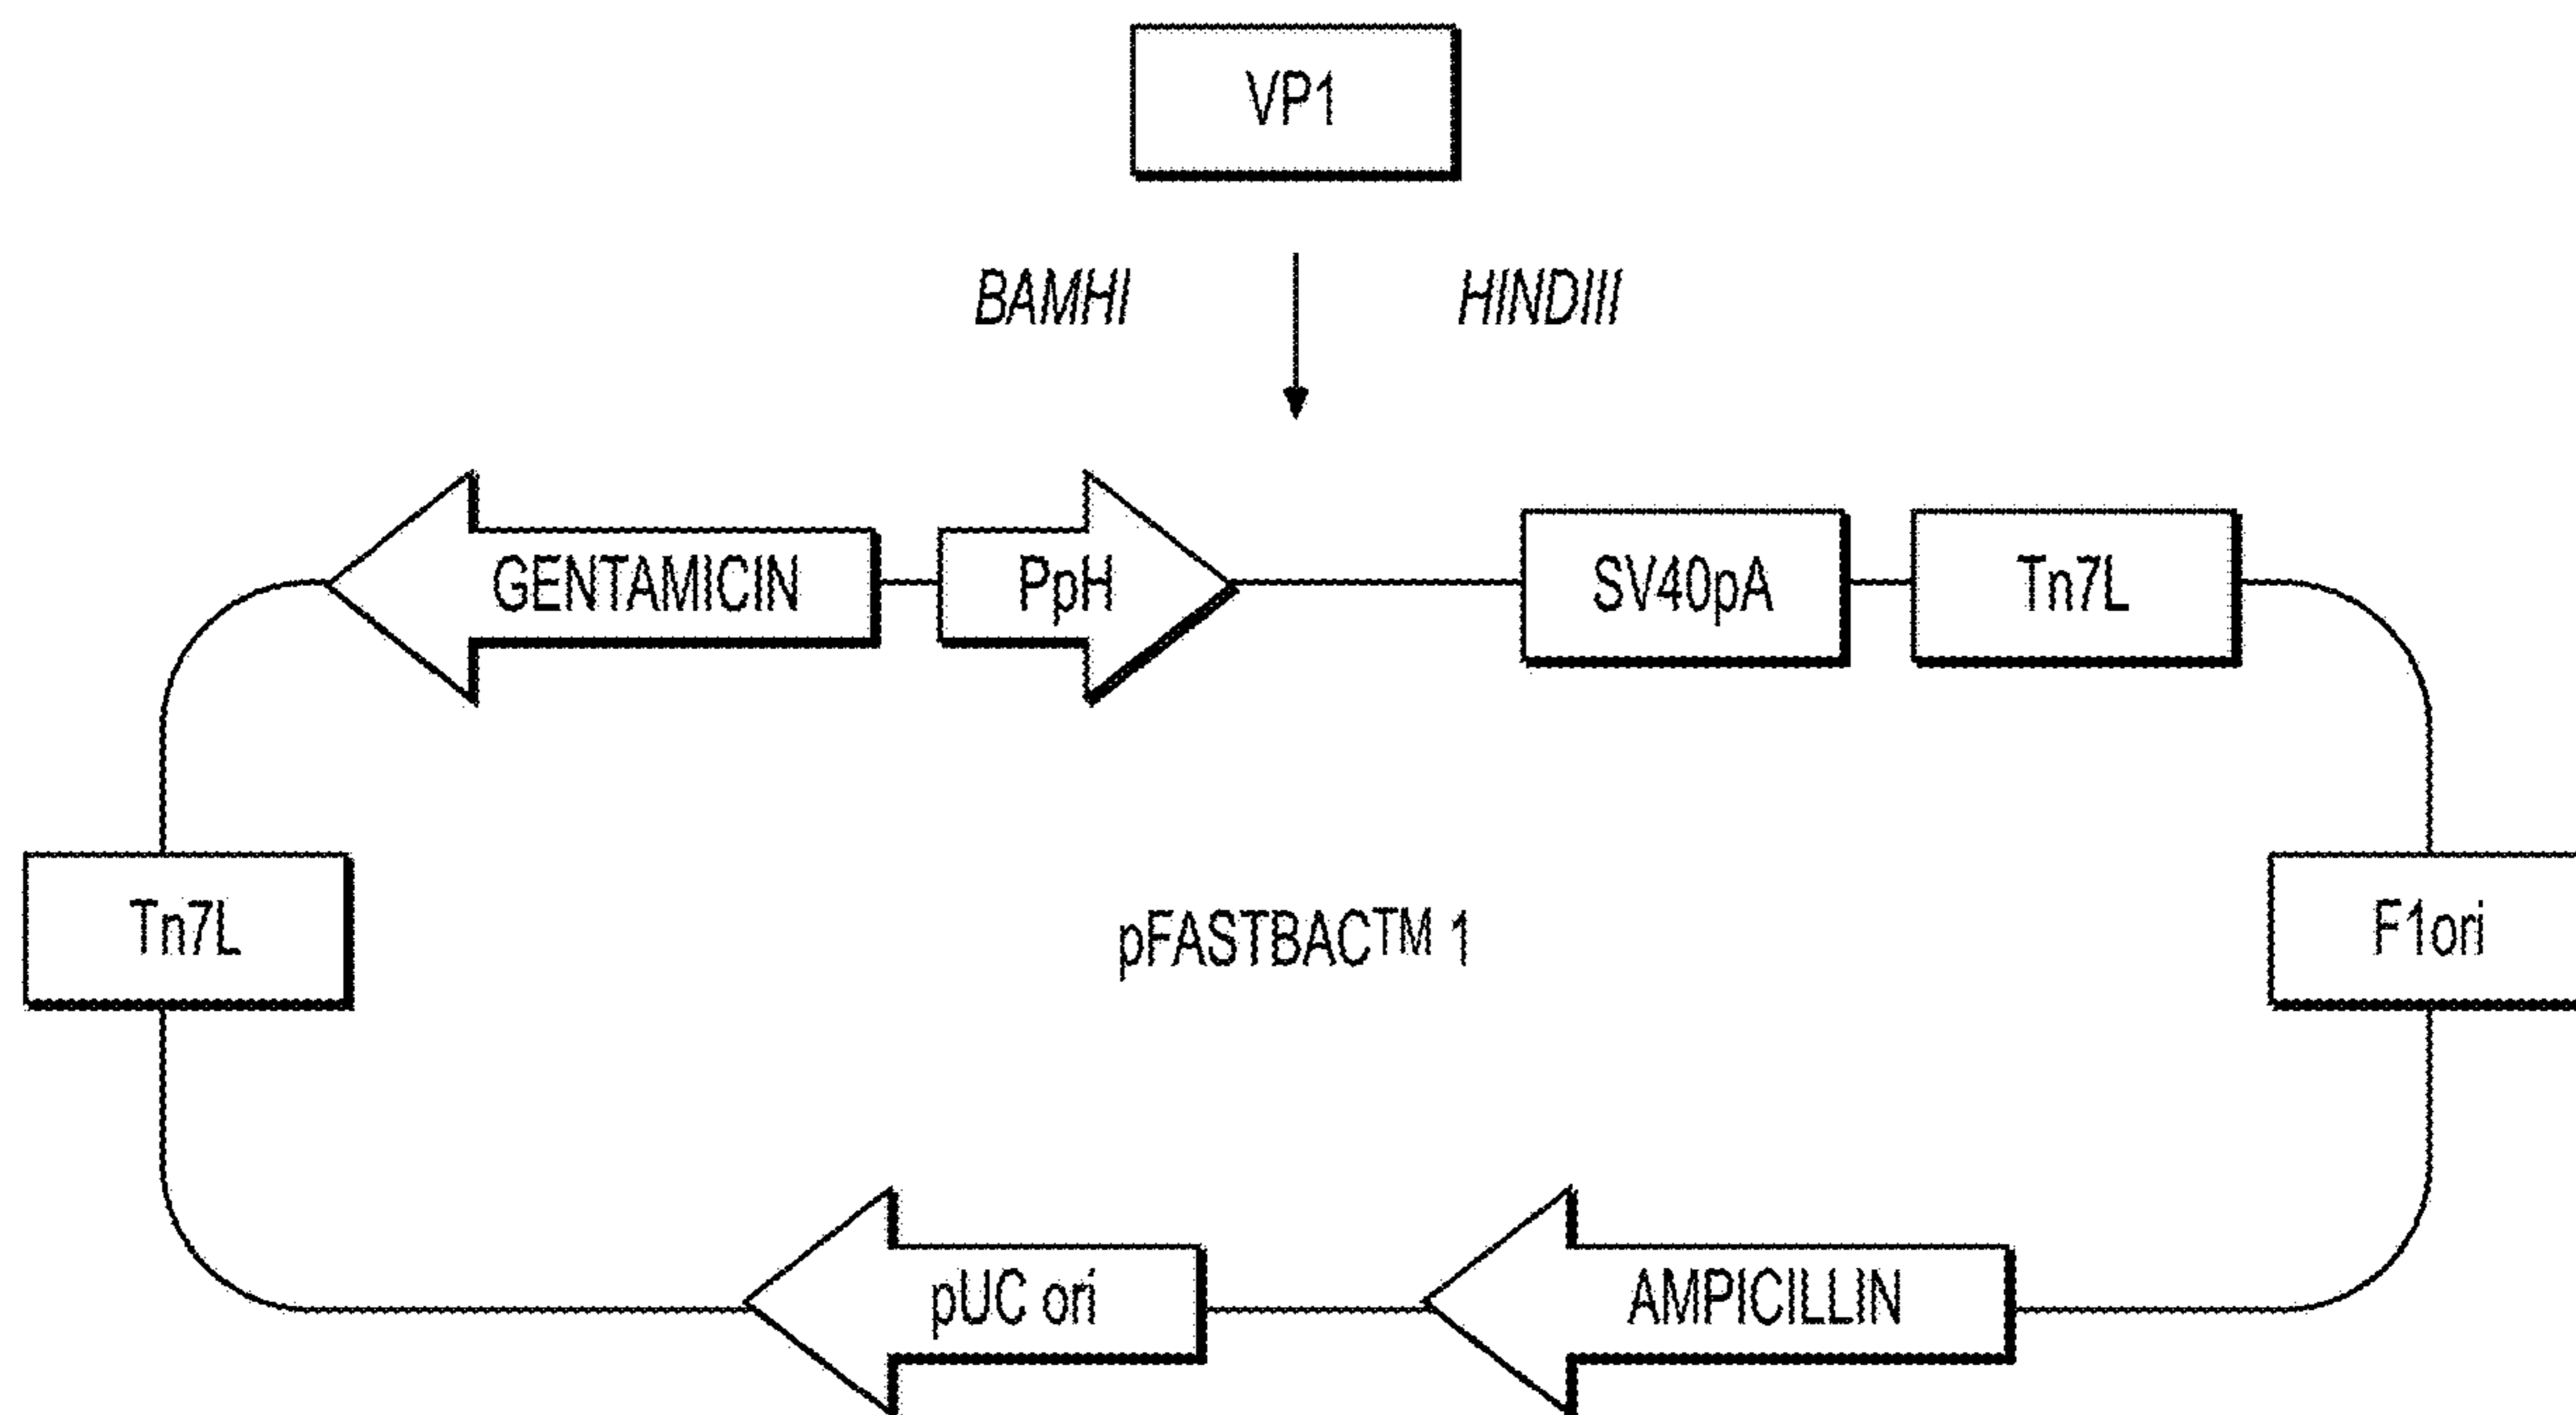 VP1
BAMHI
HINDIII
GENTAMICIN
PpH
SV40pA
Tn7L
Tn7L
pFASTBAC™ 1
F1ori
pUC ori
AMPICILLIN